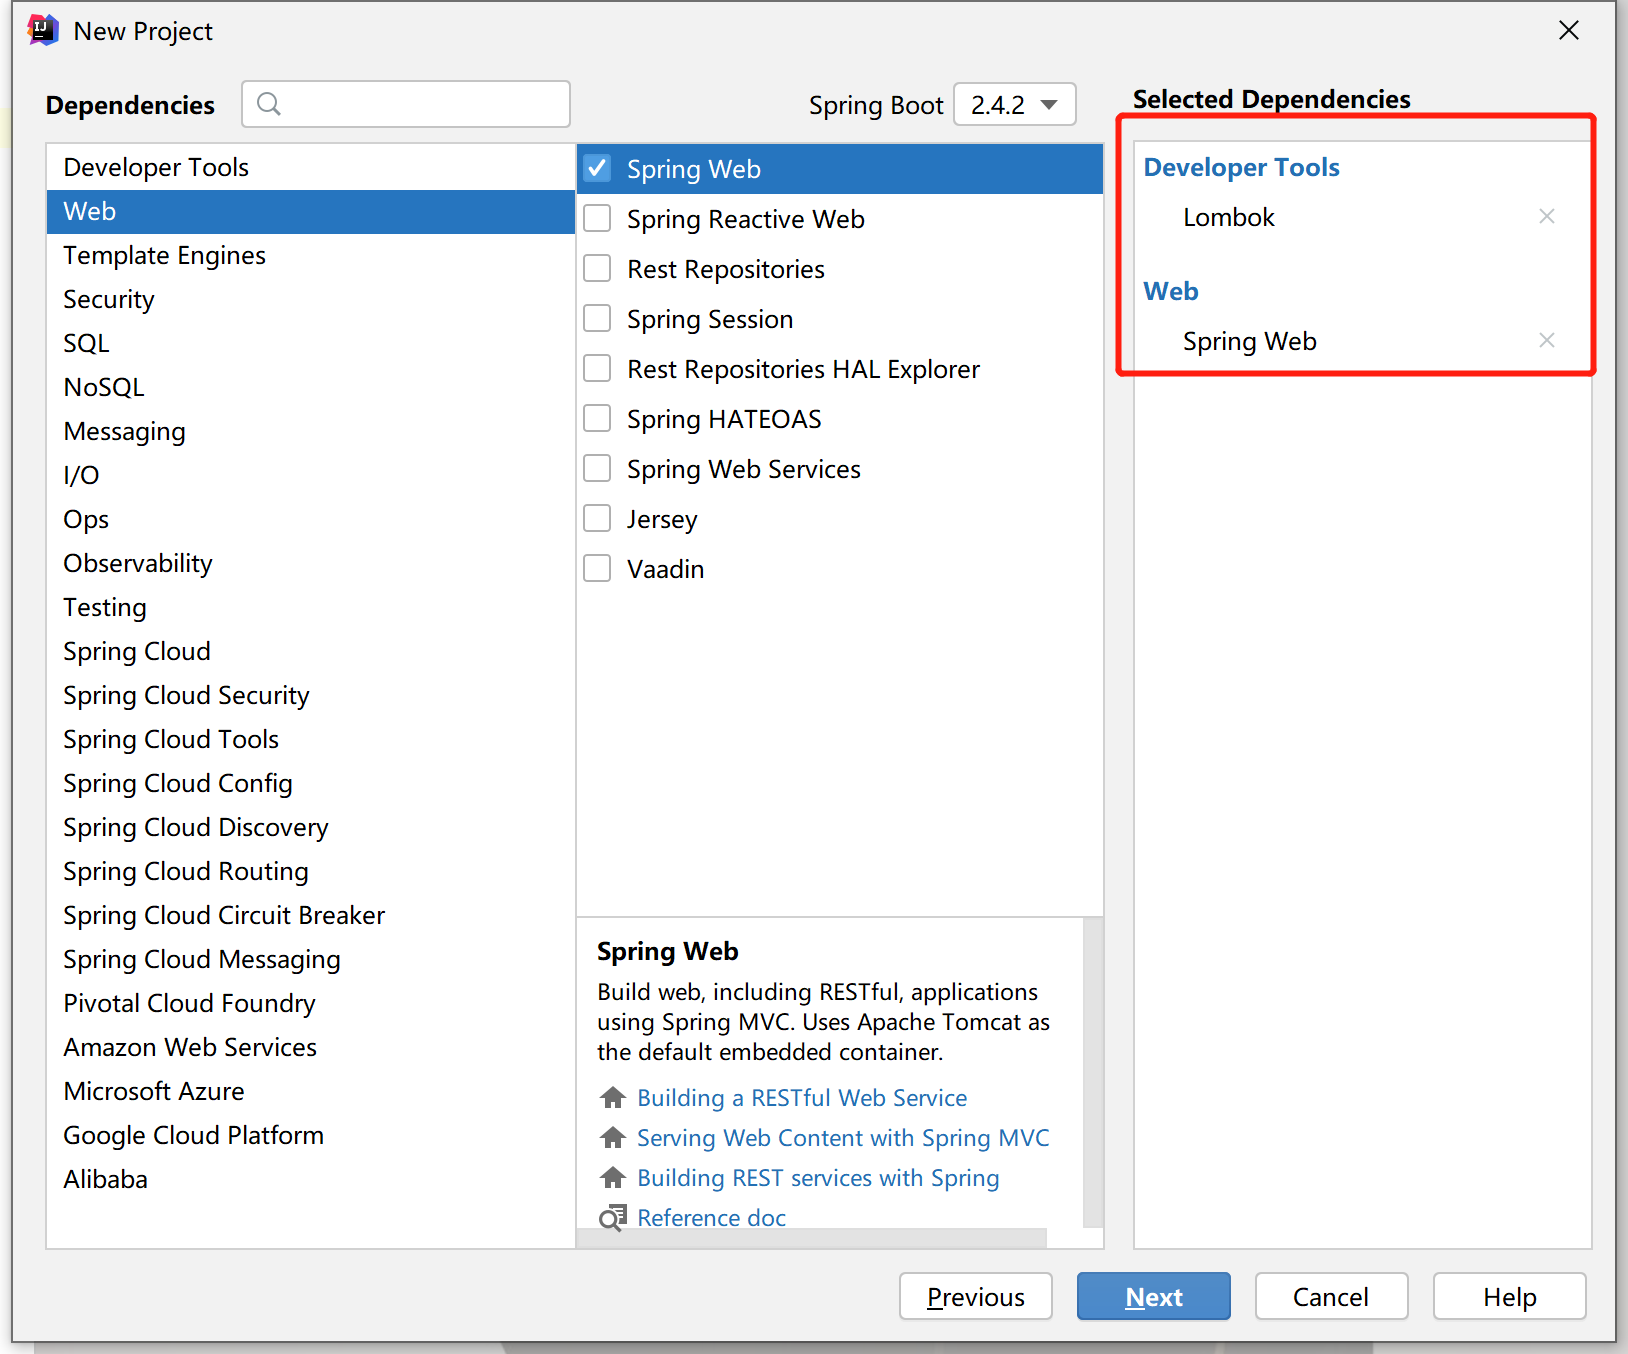 IJ
New Project
Dependencies
Spring Boot 2.4.2
Selected Dependencies
Developer Tools
Web
Template Engines
Security
SQL
NoSQL
Messaging
I/O
Ops
Observability
Testing
Spring Cloud
Spring Cloud Security
Spring Cloud Tools
Spring Cloud Config
Spring Cloud Discovery
Spring Cloud Routing
Spring Cloud Circuit Breaker
Spring Cloud Messaging
Pivotal Cloud Foundry
Amazon Web Services
Microsoft Azure
Google Cloud Platform
Alibaba
Spring Web
Spring Reactive Web
Rest Repositories
Spring Session
Rest Repositories HAL Explorer
Spring HATEOAS
Spring Web Services
Jersey
Vaadin
Spring Web
Build web, including RESTful, applications
using Spring MVC. Uses Apache Tomcat as
the default embedded container.
Building a RESTful Web Service
Serving Web Content with Spring MVC
Building REST services with Spring
Reference doc
Developer Tools
Lombok
Web
Spring Web
Previous
Next
Cancel
Help